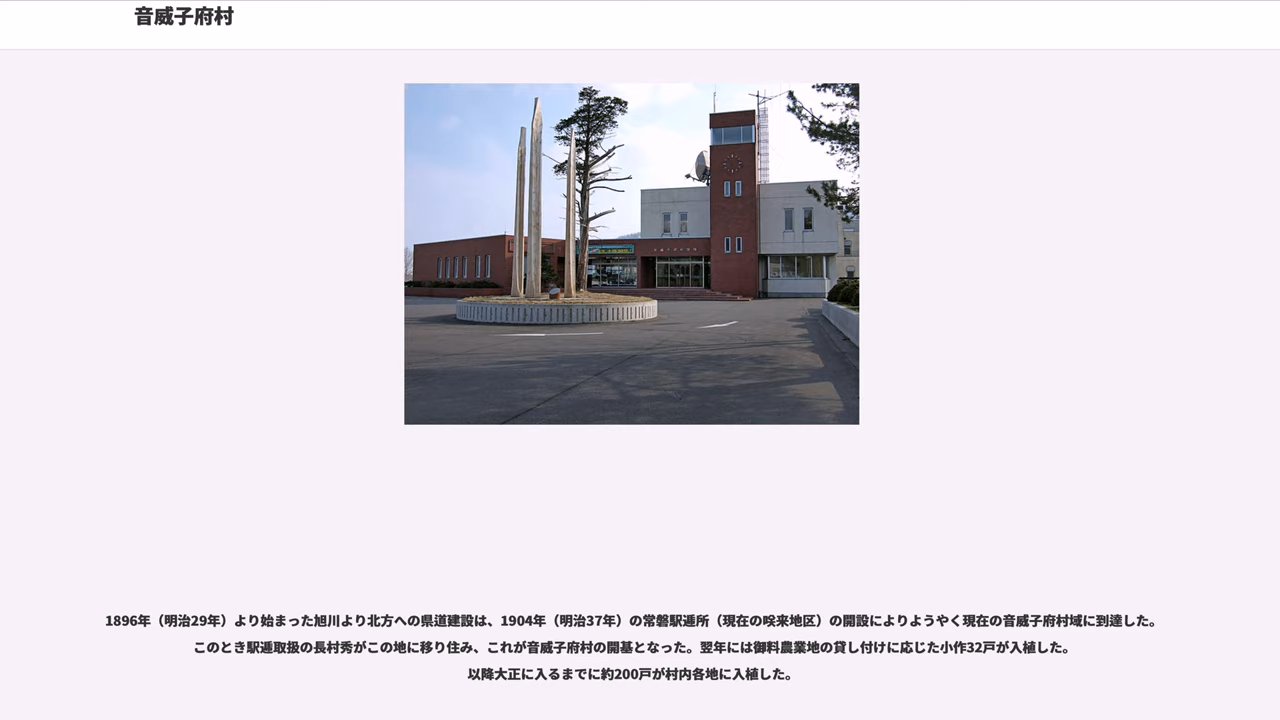 音威子府村
1896年（明治29年）より始まった旭川より北方への県道建設は、1904年（明治37年）の常磐駅逓所（現在の咲来地区）の開設によりようやく現在の音威子府村域に到達した。
このとき駅逓取扱の長村秀がこの地に移り住み、これが音威子府村の開基となった。翌年には御料農業地の貸し付けに応じた小作32戸が入植した。
以降大正に入るまでに約200戸が村内各地に入植した。